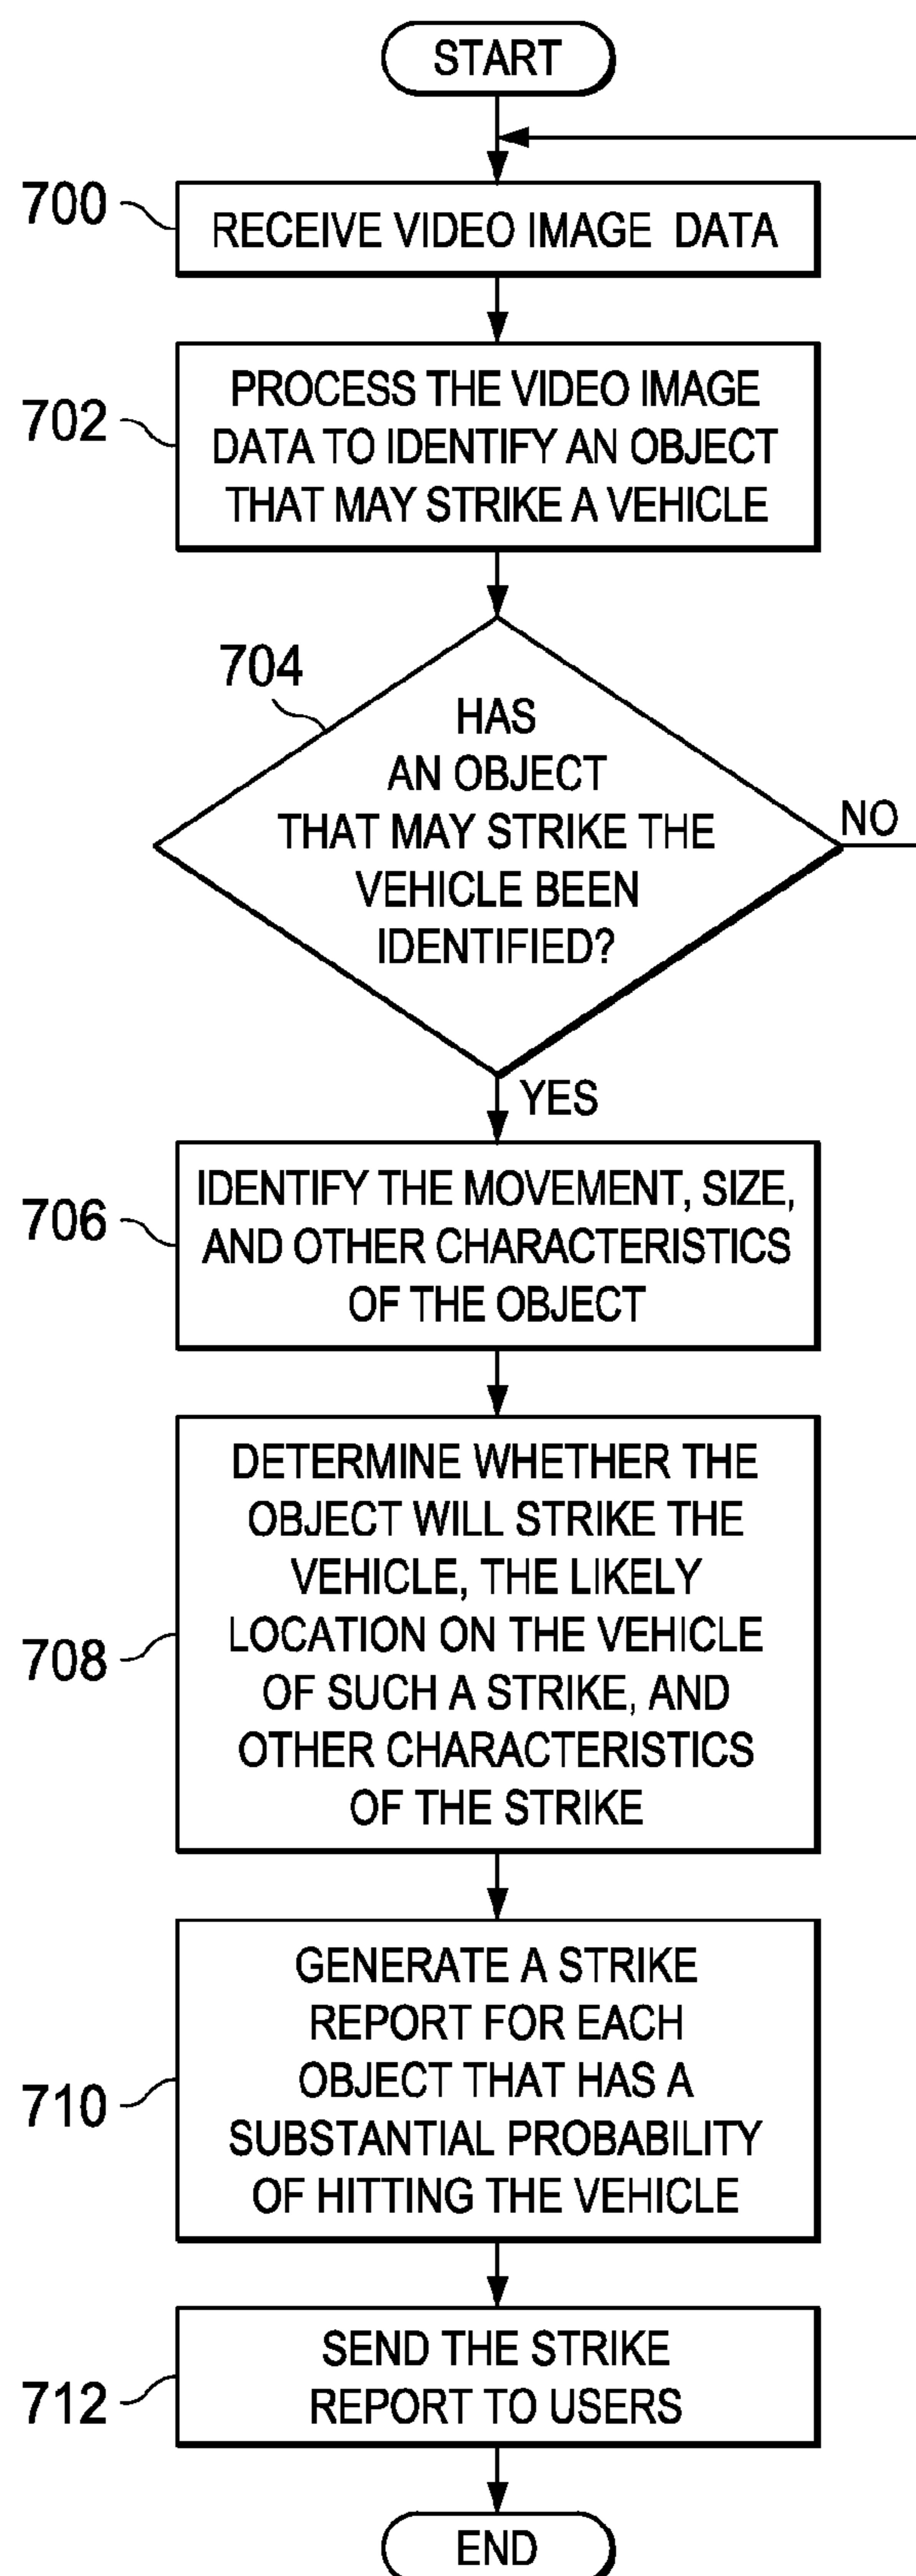 START
700
RECEIVE VIDEO IMAGE DATA
702
PROCESS THE VIDEO IMAGE
DATA TO IDENTIFY AN OBJECT
THAT MAY STRIKE A VEHICLE
704
HAS
AN OBJECT
THAT MAY STRIKE THE
VEHICLE BEEN
IDENTIFIED?
NO
YES
706
IDENTIFY THE MOVEMENT, SIZE,
AND OTHER CHARACTERISTICS
OF THE OBJECT
708
DETERMINE WHETHER THE
OBJECT WILL STRIKE THE
VEHICLE, THE LIKELY
LOCATION ON THE VEHICLE
OF SUCH A STRIKE, AND
OTHER CHARACTERISTICS
OF THE STRIKE
710
GENERATE A STRIKE
REPORT FOR EACH
OBJECT THAT HAS A
SUBSTANTIAL PROBABILITY
OF HITTING THE VEHICLE
712
SEND THE STRIKE
REPORT TO USERS
END